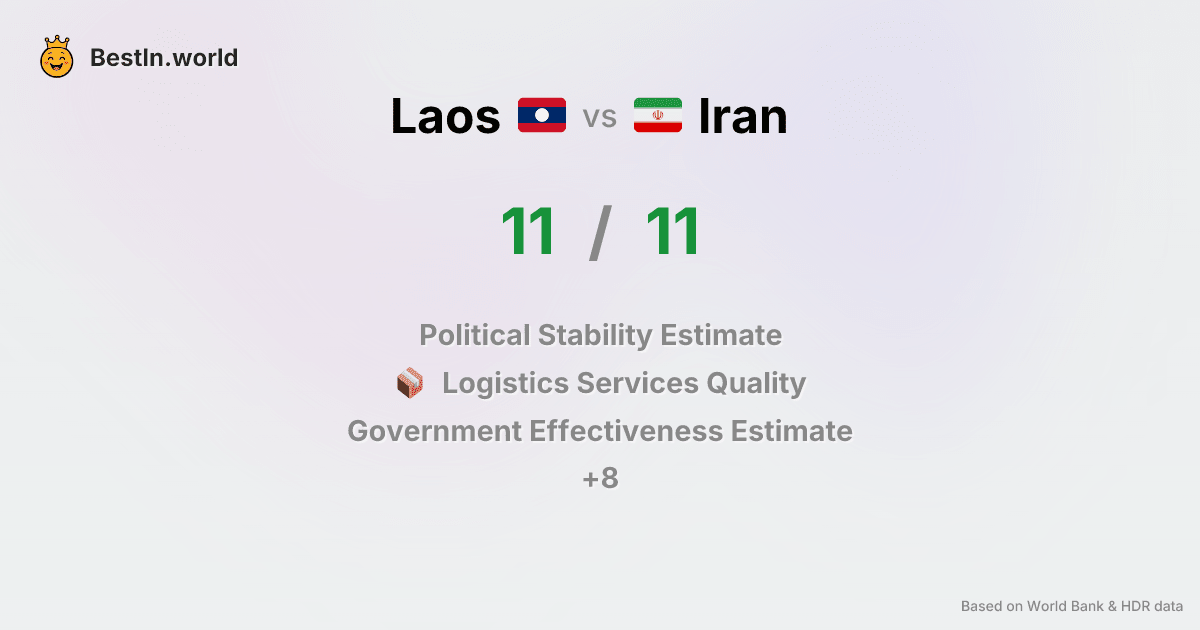 BestIn.world
Laos vs Iran
11 / 11
Political Stability Estimate
Logistics Services Quality
Government Effectiveness Estimate
+8
Based on World Bank & HDR data